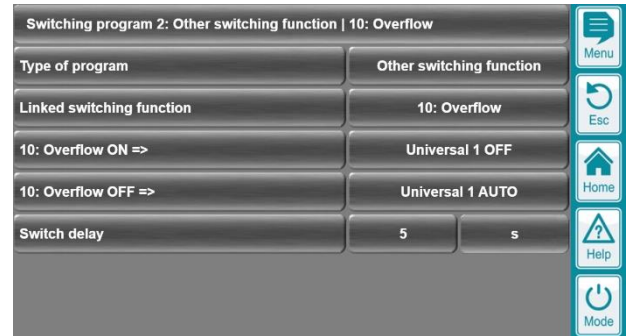 Switching program 2: Other switching function | 10: Overflow
Menu
Type of program Other switching function
Linked switching function 10: Overflow
Esc
10: Overflow ON => Universal 1 OFF
10: Overflow OFF => Universal 1 AUTO
Home
Switch delay 5 s
?
Help
Mode